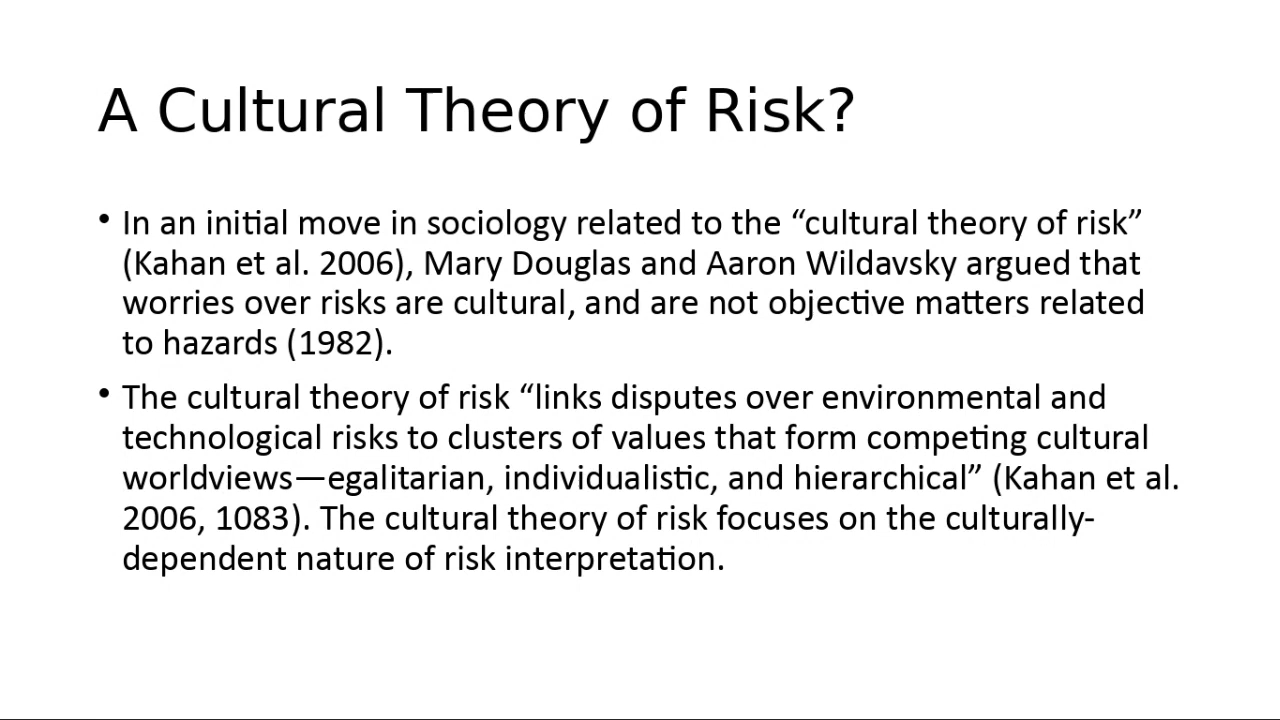 A Cultural Theory of Risk?
• In an initial move in sociology related to the “cultural theory of risk”
(Kahan et al. 2006), Mary Douglas and Aaron Wildavsky argued that
worries over risks are cultural, and are not objective matters related
to hazards (1982).
• The cultural theory of risk “links disputes over environmental and
technological risks to clusters of values that form competing cultural
worldviews—egalitarian, individualistic, and hierarchical” (Kahan et al.
2006, 1083). The cultural theory of risk focuses on the culturally-
dependent nature of risk interpretation.